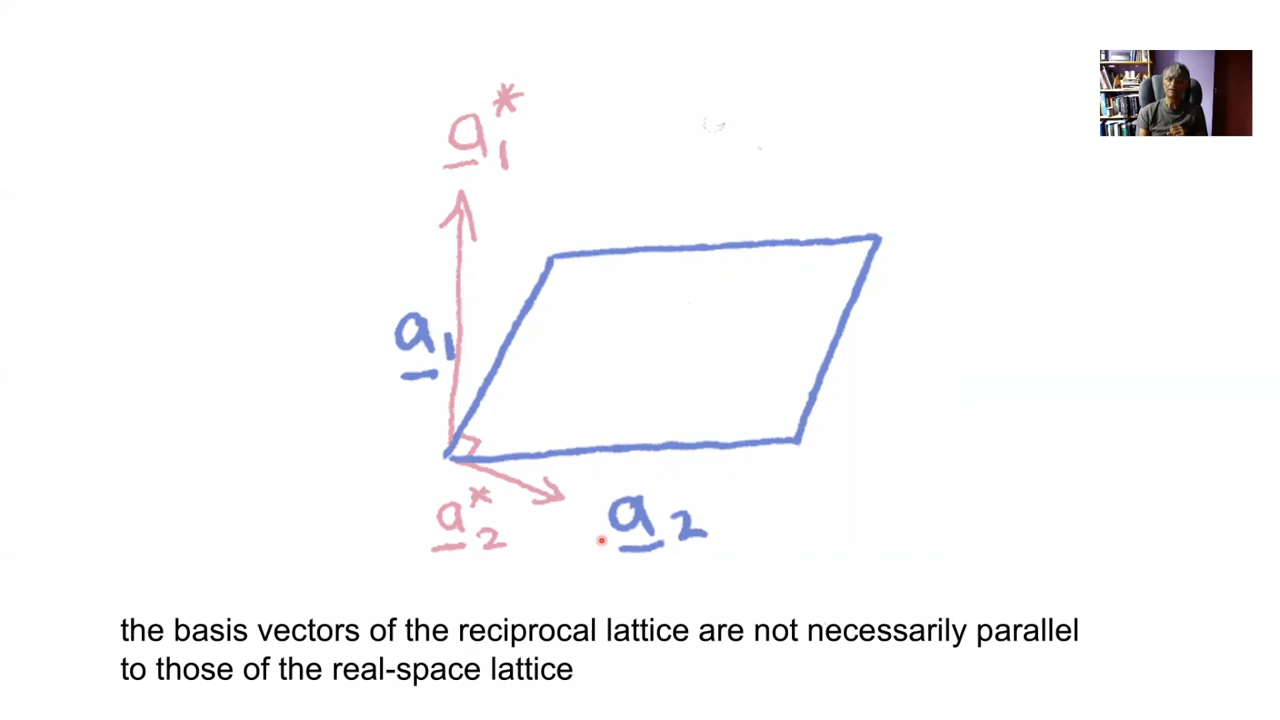 a₁*
a₁
a₂*
a₂
the basis vectors of the reciprocal lattice are not necessarily parallel
to those of the real-space lattice